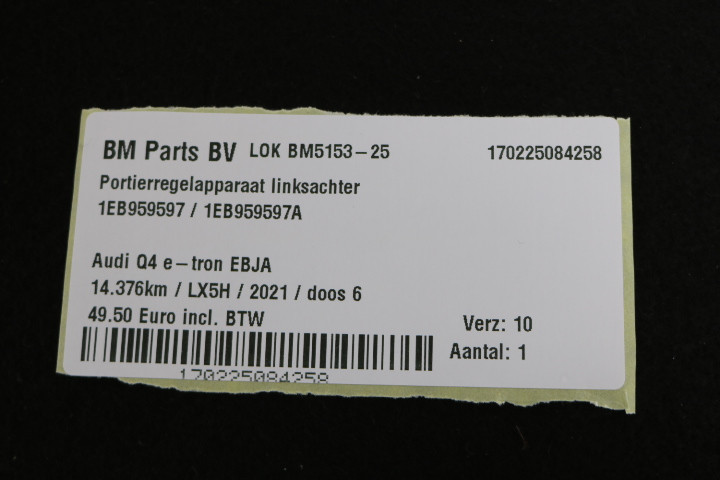 BM Parts BV LOK BM5153-25 170225084258
Portierregelapparaat linksachter
1EB959597 / 1EB959597A
Audi Q4 e-tron EBJA
14.376km / LX5H / 2021 / doos 6
49.50 Euro incl. BTW
Verz: 10
Aantal: 1
170225084258